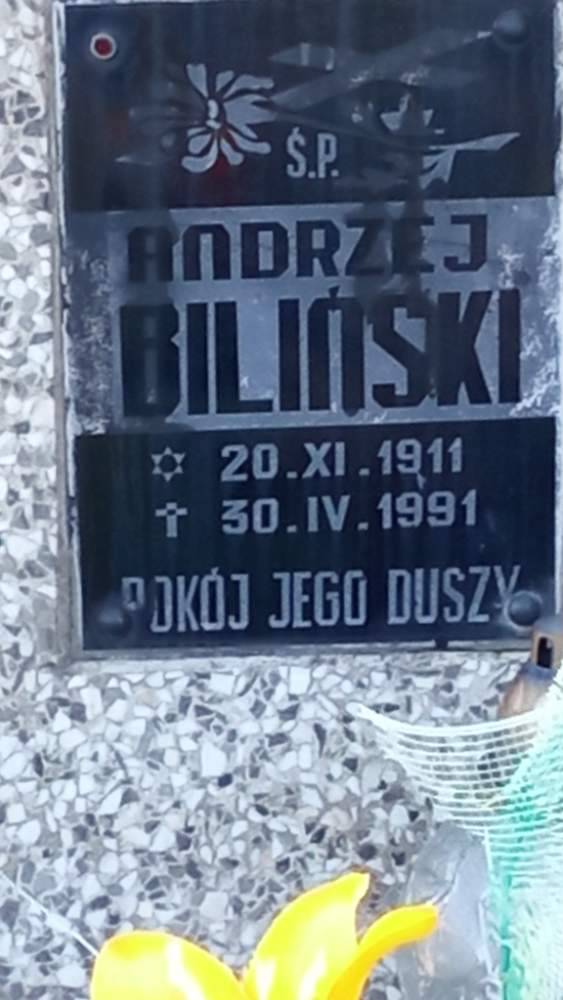 Ś.P.
ANDRZEJ
BILIŃSKI
✡ 20.XI.1911
✝ 30.IV.1991
POKÓJ JEGO DUSZY